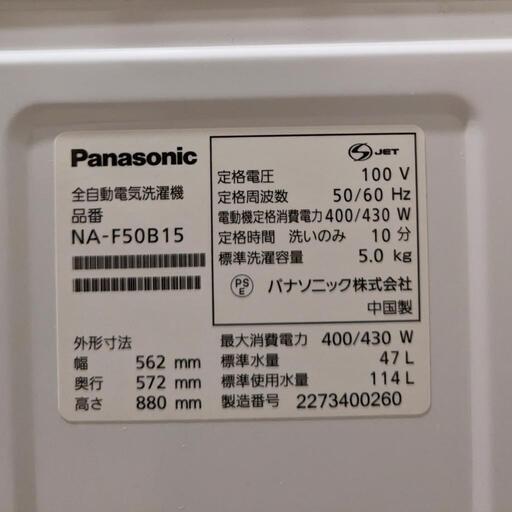 Panasonic
全自動電気洗濯機
品番
NA-F50B15
外形寸法
幅 562 mm
奥行 572 mm
高さ 880 mm
JET
定格電圧 100 V
定格周波数 50/60 Hz
電動機定格消費電力 400/430 W
定格時間 洗いのみ 10 分
標準洗濯容量 5.0 kg
PS E パナソニック株式会社
中国製
最大消費電力 400/430 W
標準水量 47 L
標準使用水量 114 L
製造番号 2273400260